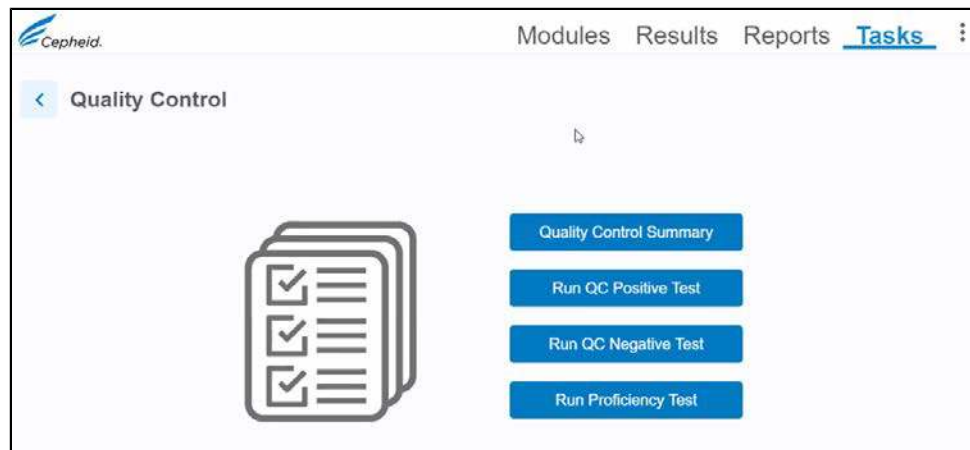 Cepheid.
Modules Results Reports Tasks
Quality Control
Quality Control Summary
Run QC Positive Test
Run QC Negative Test
Run Proficiency Test